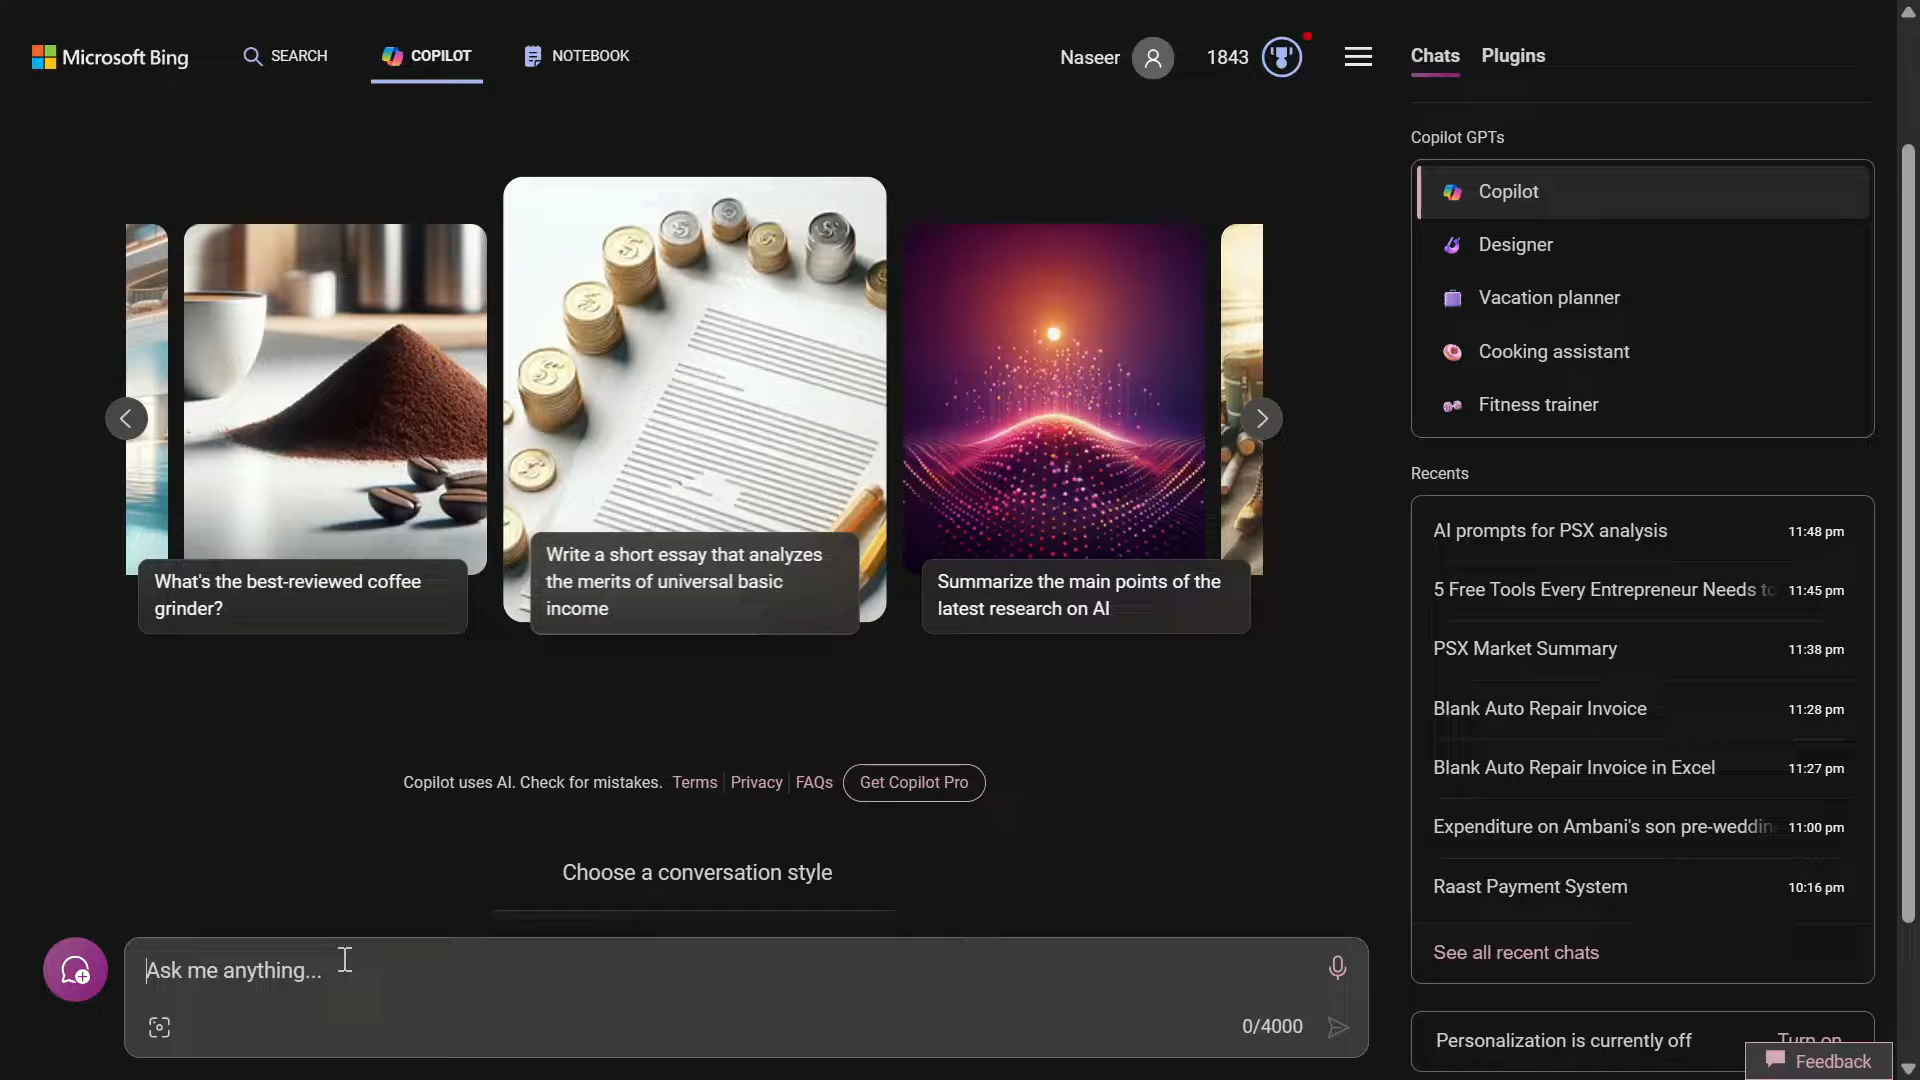 Microsoft Bing
SEARCH
COPILOT
NOTEBOOK
Naseer
1843
Chats
Plugins
Copilot GPTs
Copilot
Designer
Vacation planner
Cooking assistant
Fitness trainer
What's the best-reviewed coffee
grinder?
Write a short essay that analyzes
the merits of universal basic
income
Summarize the main points of the
latest research on AI
Recents
AI prompts for PSX analysis 11:48 pm
5 Free Tools Every Entrepreneur Needs to 11:45 pm
PSX Market Summary 11:38 pm
Blank Auto Repair Invoice 11:28 pm
Blank Auto Repair Invoice in Excel 11:27 pm
Expenditure on Ambani's son pre-weddin 11:00 pm
Raast Payment System 10:16 pm
See all recent chats
Copilot uses AI. Check for mistakes. Terms Privacy FAQs Get Copilot Pro
Choose a conversation style
Ask me anything...
0/4000
Personalization is currently off Turn on
Feedback